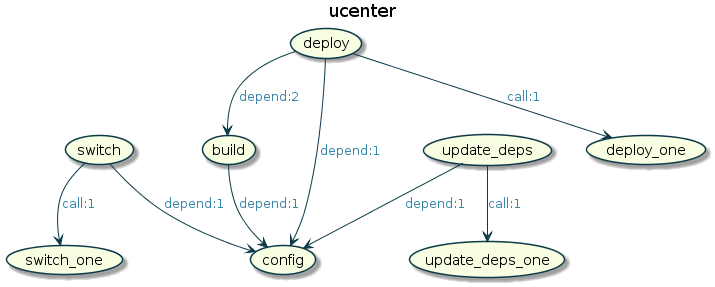 ucenter
deploy
depend:2
call:1
switch
build
depend:1
update_deps
deploy_one
call:1
depend:1
depend:1
depend:1
call:1
switch_one
config
update_deps_one